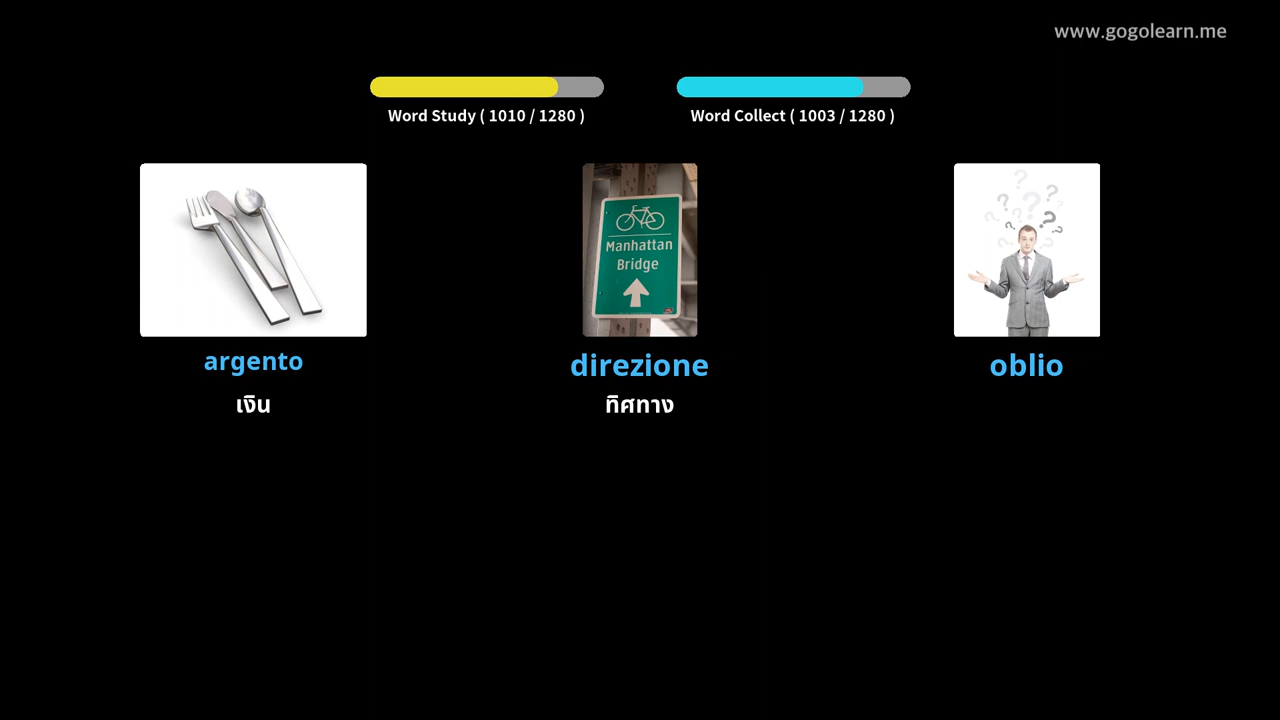 www.gogolearn.me
Word Study ( 1010 / 1280 )
Word Collect ( 1003 / 1280 )
Manhattan
Bridge
argento
direzione
oblio
เงิน
ทิศทาง